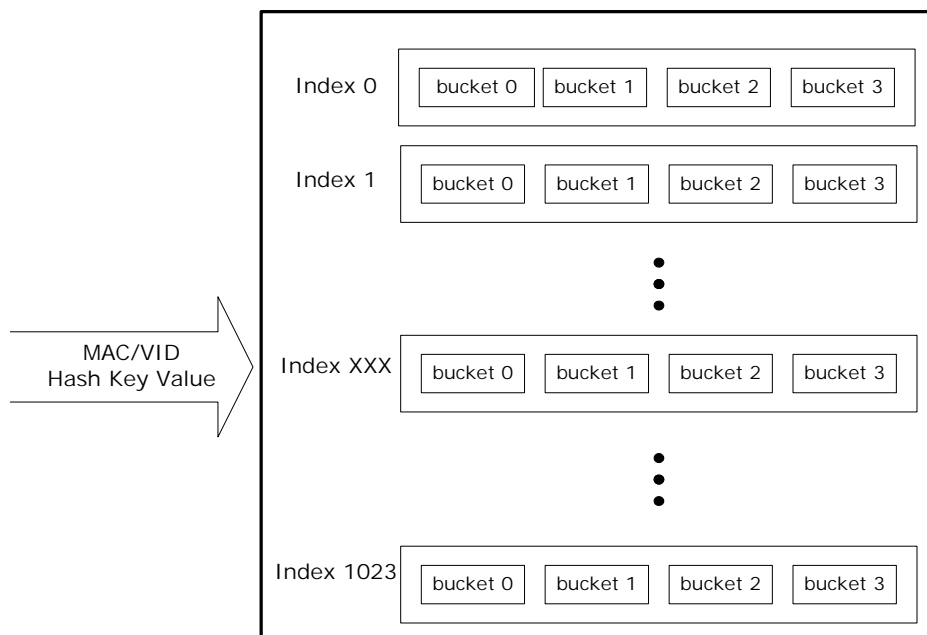 Index 0
bucket 0 bucket 1 bucket 2 bucket 3
Index 1
bucket 0 bucket 1 bucket 2 bucket 3
MAC/VID
Hash Key Value
Index XXX
bucket 0 bucket 1 bucket 2 bucket 3
Index 1023
bucket 0 bucket 1 bucket 2 bucket 3